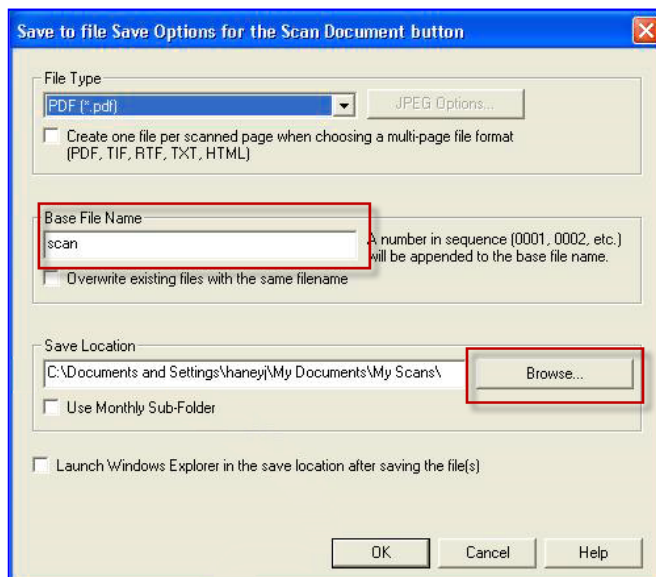 Save to file Save Options for the Scan Document button
File Type
PDF (*.pdf)
JPEG Options...
Create one file per scanned page when choosing a multi-page file format
(PDF, TIF, RTF, TXT, HTML)
Base File Name
scan
A number in sequence (0001, 0002, etc.)
will be appended to the base file name.
Overwrite existing files with the same filename
Save Location
C:\Documents and Settings\haneyj\My Documents\My Scans\
Browse...
Use Monthly Sub-Folder
Launch Windows Explorer in the save location after saving the file(s)
OK
Cancel
Help